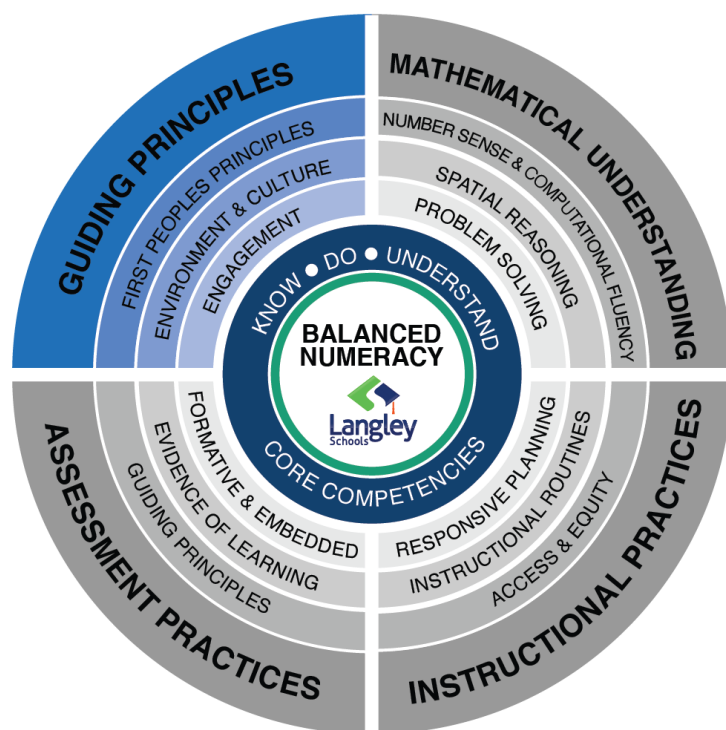 GUIDING PRINCIPLES
FIRST PEOPLES PRINCIPLES
ENVIRONMENT & CULTURE
ENGAGEMENT
MATHEMATICAL UNDERSTANDING
NUMBER SENSE & COMPUTATIONAL FLUENCY
SPATIAL REASONING
PROBLEM SOLVING
KNOW ● DO ● UNDERSTAND
BALANCED
NUMERACY
Langley
Schools
CORE COMPETENCIES
FORMATIVE & EMBEDDED
EVIDENCE OF LEARNING
GUIDING PRINCIPLES
ASSESSMENT PRACTICES
RESPONSIVE PLANNING
INSTRUCTIONAL ROUTINES
ACCESS & EQUITY
INSTRUCTIONAL PRACTICES